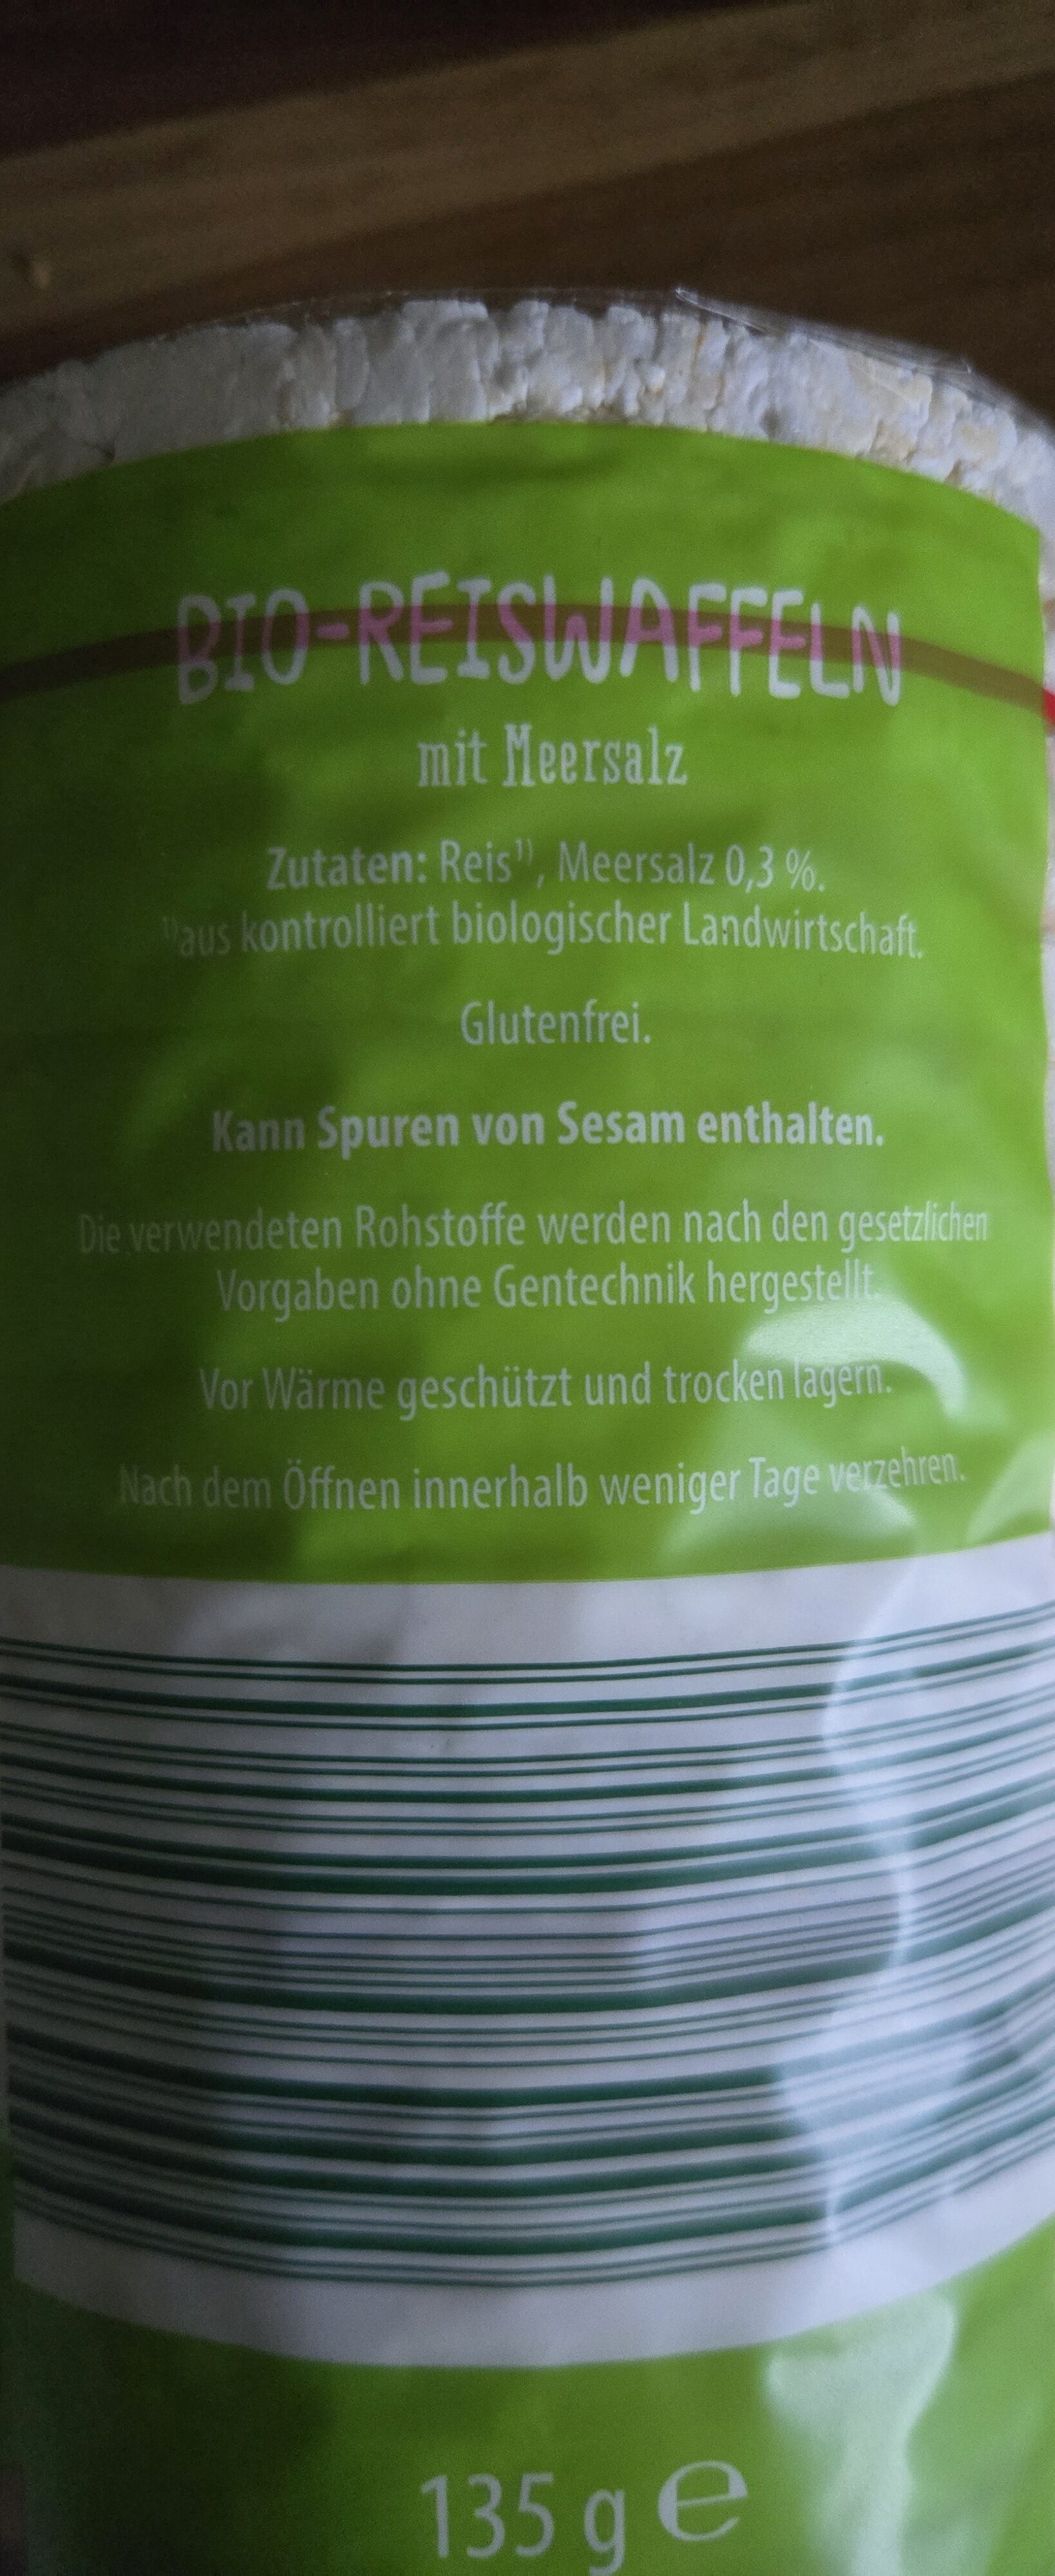 BIO-REISWAFFELN
mit Meersalz
Zutaten: Reis¹⁾, Meersalz 0,3 %.
¹⁾aus kontrolliert biologischer Landwirtschaft.
Glutenfrei.
Kann Spuren von Sesam enthalten.
Die verwendeten Rohstoffe werden nach den gesetzlichen
Vorgaben ohne Gentechnik hergestellt.
Vor Wärme geschützt und trocken lagern.
Nach dem Öffnen innerhalb weniger Tage verzehren.
135 g ℮